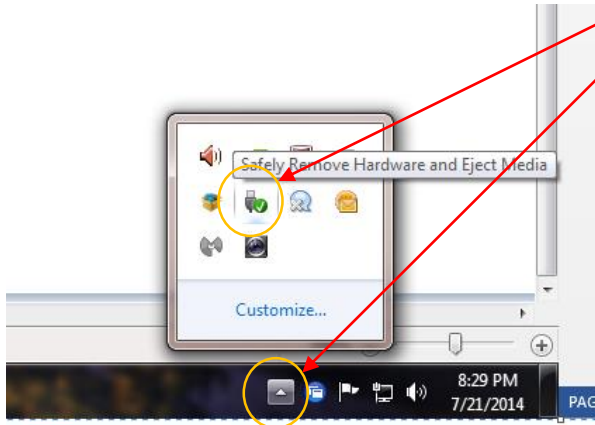 Safely Remove Hardware and Eject Media
Customize...
8:29 PM
7/21/2014
PAG